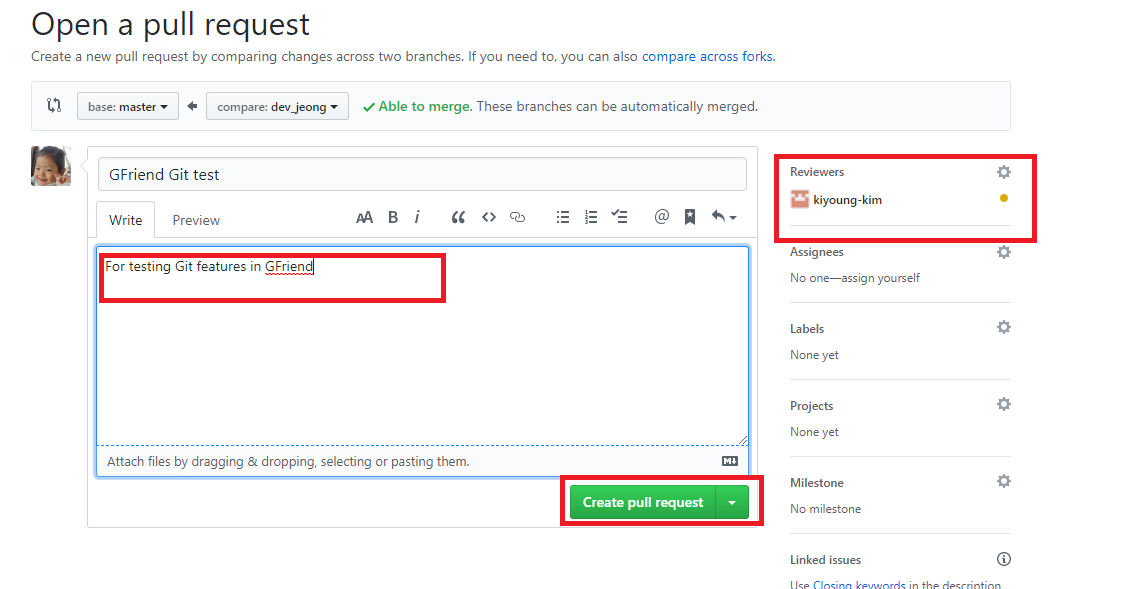 Open a pull request
Create a new pull request by comparing changes across two branches. If you need to, you can also compare across forks.
base: master compare: dev_jeong Able to merge. These branches can be automatically merged.
GFriend Git test
Write Preview AA B i @
For testing Git features in GFriend
Attach files by dragging & dropping, selecting or pasting them. M
Create pull request
Reviewers
kiyoung-kim
Assignees
No one—assign yourself
Labels
None yet
Projects
None yet
Milestone
No milestone
Linked issues
Use Closing keywords in the description